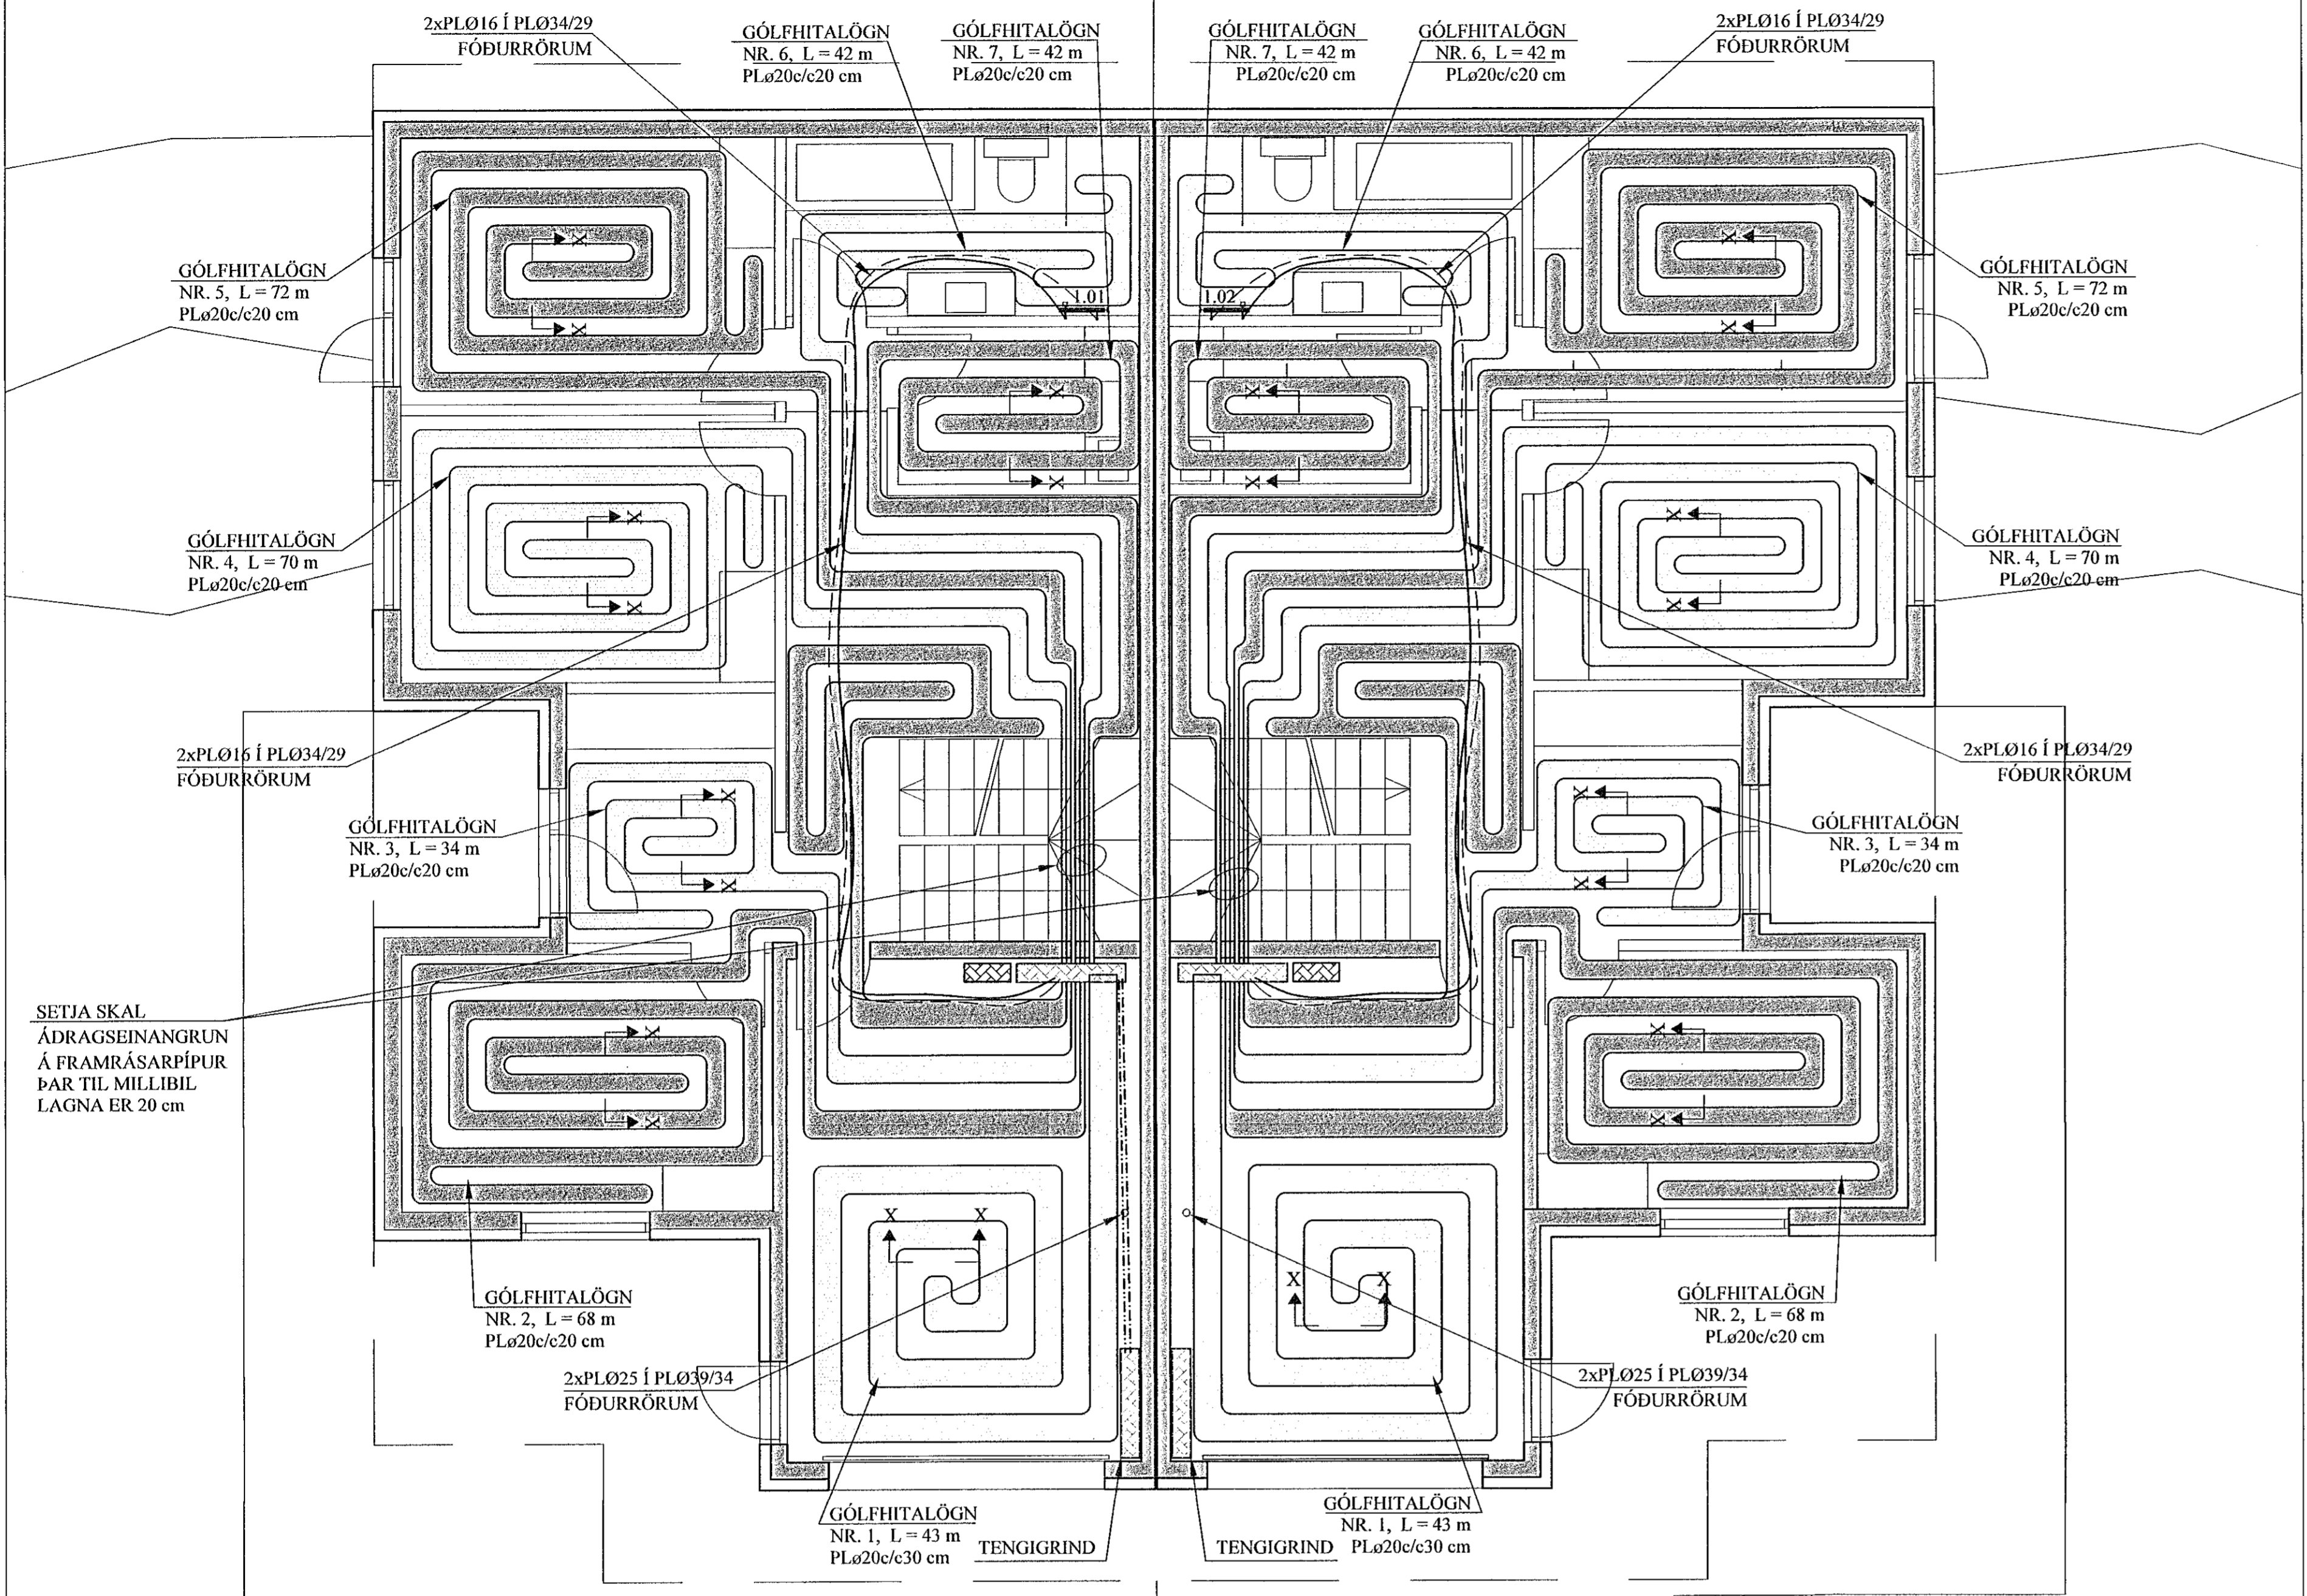 2xPLØ16 Í PLØ34/29
FÓÐURRÖRUM
GÓLFHITALÖGN
NR. 6, L = 42 m
PLø20c/c20 cm
GÓLFHITALÖGN
NR. 7, L = 42 m
PLø20c/c20 cm
GÓLFHITALÖGN
NR. 7, L = 42 m
PLø20c/c20 cm
GÓLFHITALÖGN
NR. 6, L = 42 m
PLø20c/c20 cm
2xPLØ16 Í PLØ34/29
FÓÐURRÖRUM
GÓLFHITALÖGN
NR. 5, L = 72 m
PLø20c/c20 cm
X
X
1.01
1.02
X
X
GÓLFHITALÖGN
NR. 5, L = 72 m
PLø20c/c20 cm
X
X
X
X
GÓLFHITALÖGN
NR. 4, L = 70 m
PLø20c/c20 cm
X
X
X
X
GÓLFHITALÖGN
NR. 4, L = 70 m
PLø20c/c20 cm
2xPLØ16 Í PLØ34/29
FÓÐURRÖRUM
2xPLØ16 Í PLØ34/29
FÓÐURRÖRUM
GÓLFHITALÖGN
NR. 3, L = 34 m
PLø20c/c20 cm
X
X
X
X
GÓLFHITALÖGN
NR. 3, L = 34 m
PLø20c/c20 cm
SETJA SKAL
ÁDRAGSEINANGRUN
Á FRAMRÁSARPÍPUR
ÞAR TIL MILLIBIL
LAGNA ER 20 cm
X
X
X
X
X X
X X
GÓLFHITALÖGN
NR. 2, L = 68 m
PLø20c/c20 cm
GÓLFHITALÖGN
NR. 2, L = 68 m
PLø20c/c20 cm
2xPLØ25 Í PLØ39/34
FÓÐURRÖRUM
2xPLØ25 Í PLØ39/34
FÓÐURRÖRUM
GÓLFHITALÖGN
NR. 1, L = 43 m
PLø20c/c30 cm
TENGIGRIND
TENGIGRIND
GÓLFHITALÖGN
NR. 1, L = 43 m
PLø20c/c30 cm